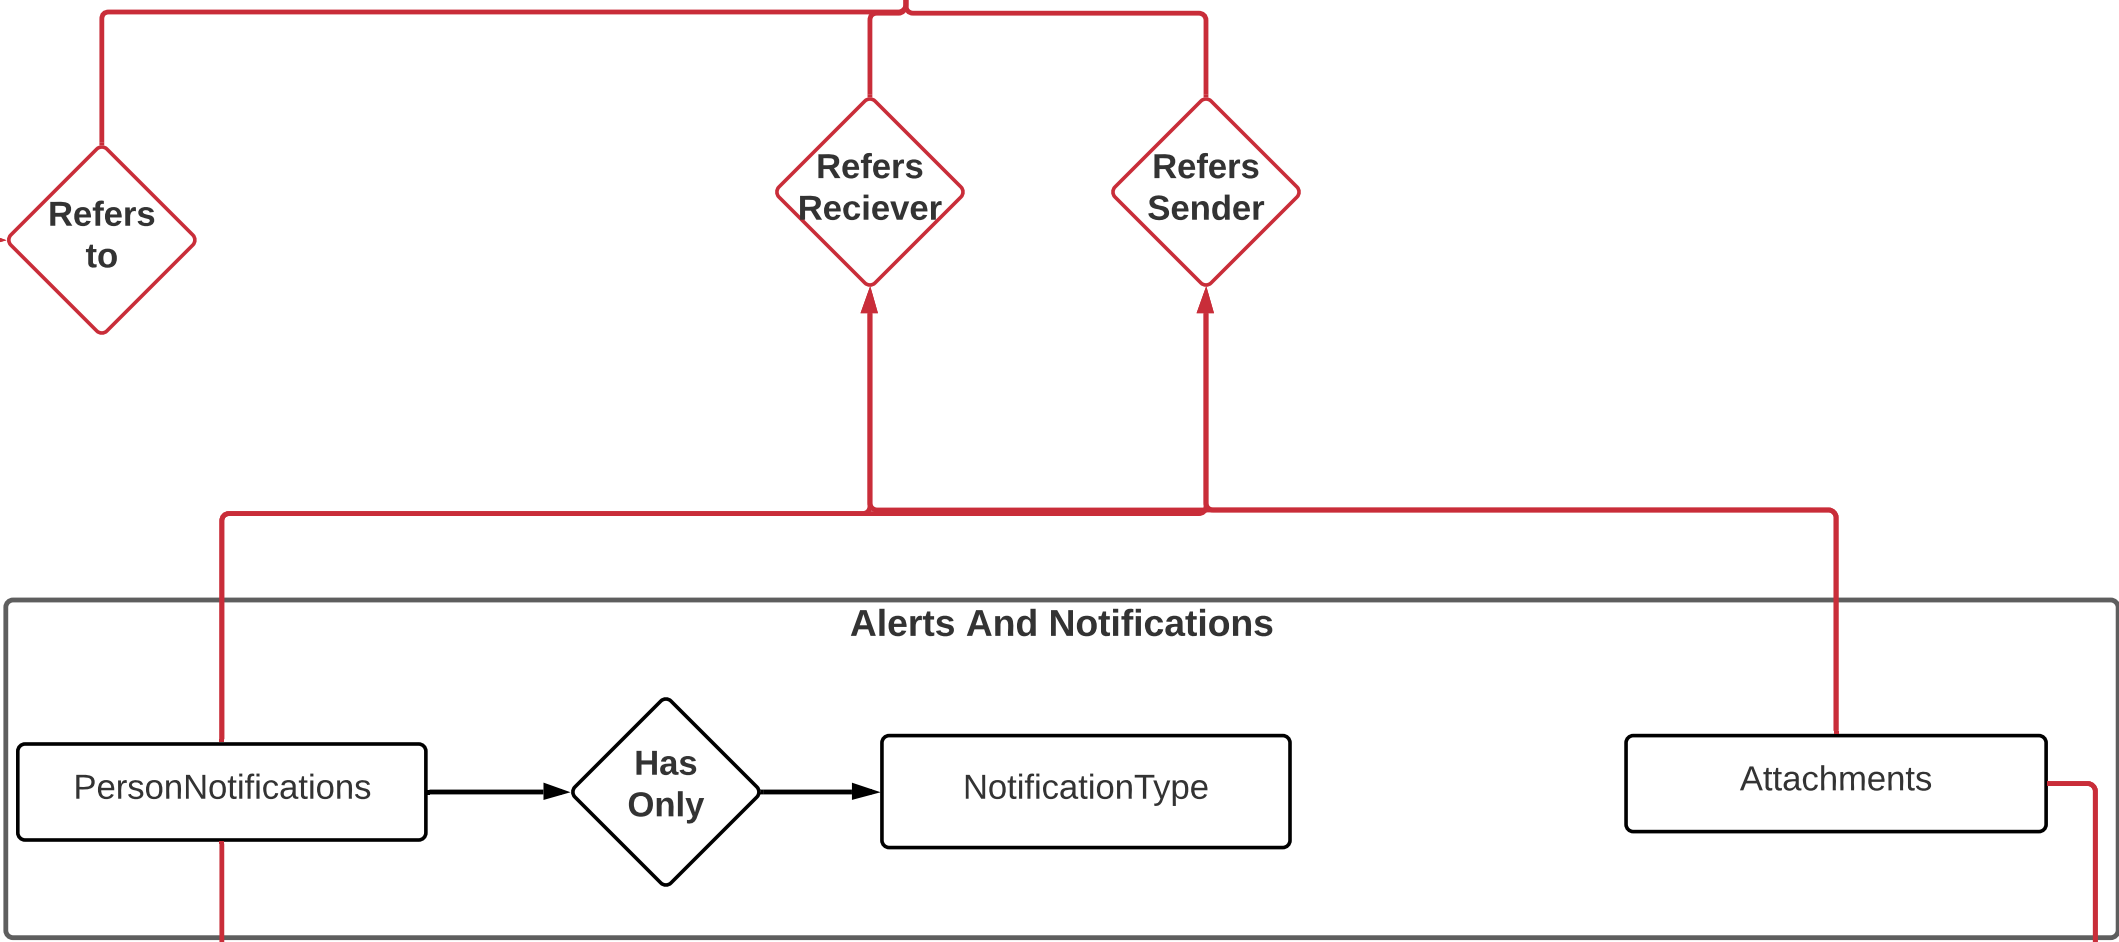 Refers
to
Refers
Reciever
Refers
Sender
Alerts And Notifications
PersonNotifications
Has
Only
NotificationType
Attachments